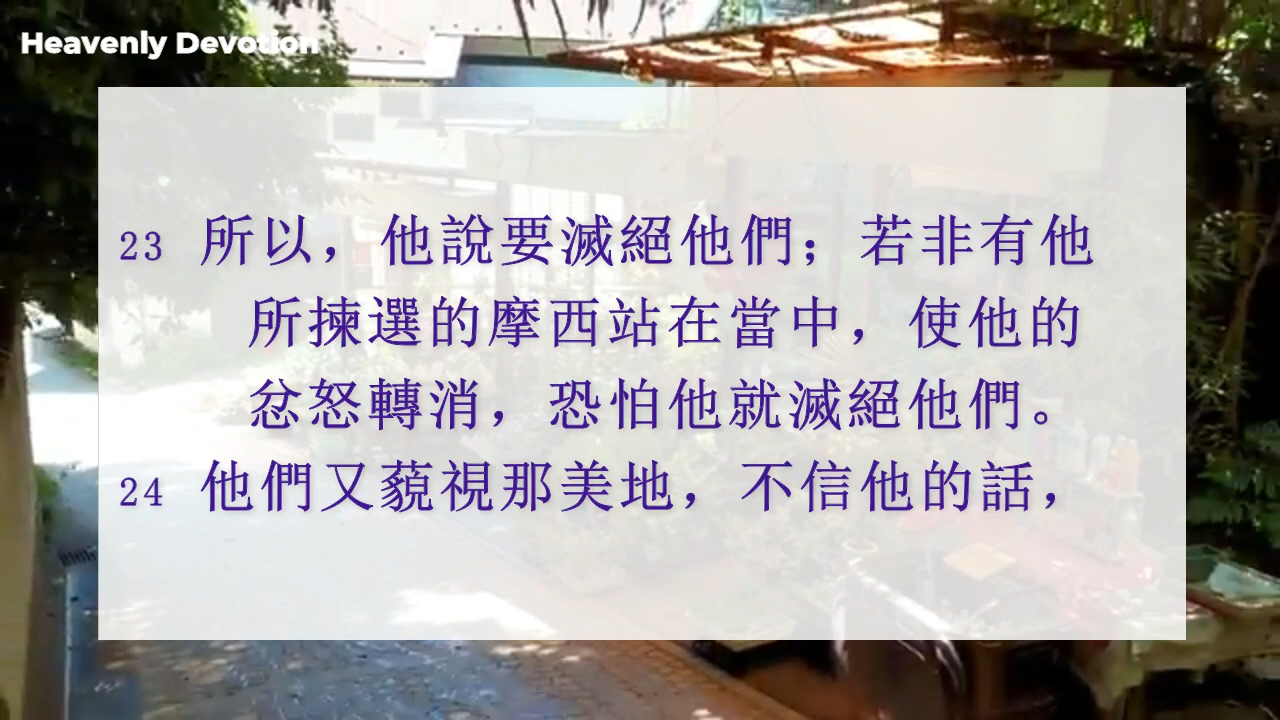 Heavenly Devotion
23 所以，他說要滅絕他們；若非有他
所揀選的摩西站在當中，使他的
忿怒轉消，恐怕他就滅絕他們。
24 他們又藐視那美地，不信他的話，